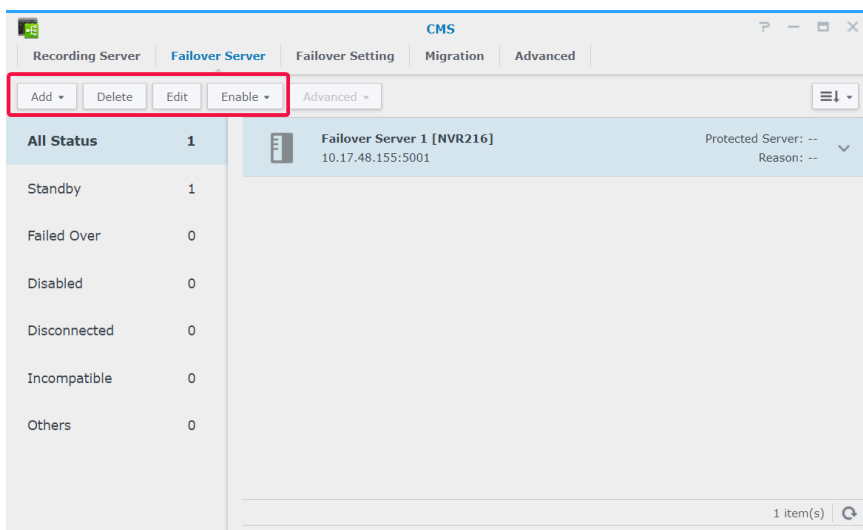 CMS
Recording Server Failover Server Failover Setting Migration Advanced
Add Delete Edit Enable Advanced
All Status 1
Standby 1
Failed Over 0
Disabled 0
Disconnected 0
Incompatible 0
Others 0
Failover Server 1 [NVR216] Protected Server: --
10.17.48.155:5001 Reason: --
1 item(s)